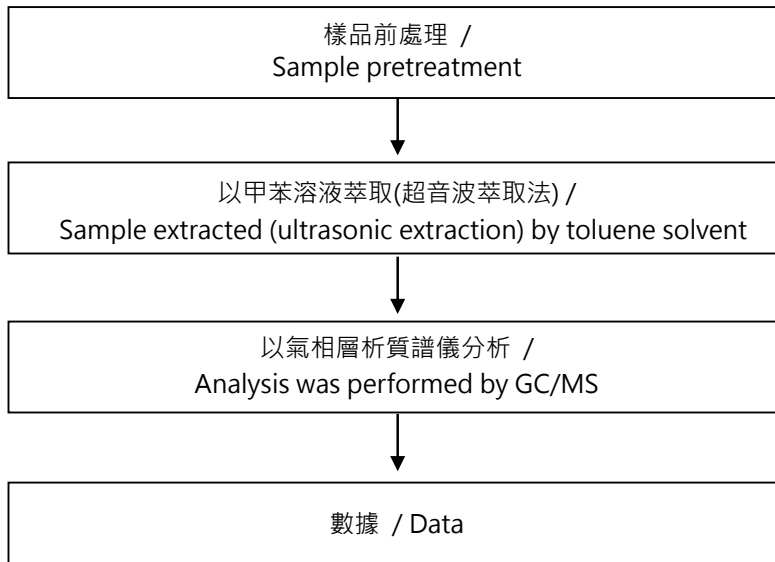 樣品前處理 /
Sample pretreatment
以甲苯溶液萃取(超音波萃取法) /
Sample extracted (ultrasonic extraction) by toluene solvent
以氣相層析質譜儀分析 /
Analysis was performed by GC/MS
數據 / Data